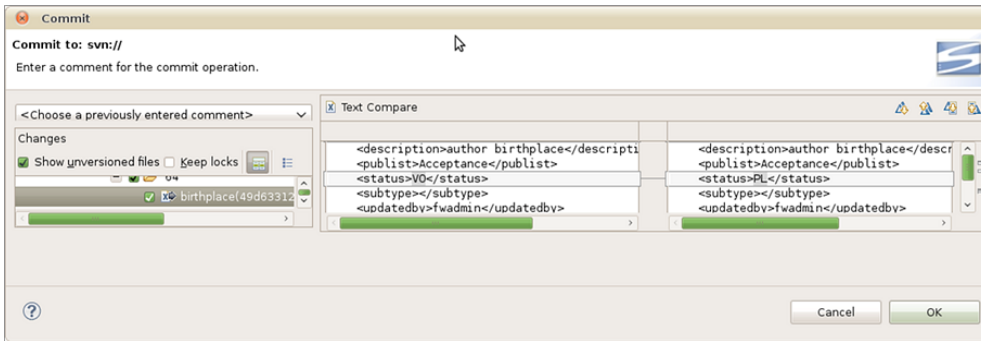 Commit
Commit to: svn://
Enter a comment for the commit operation.
<Choose a previously entered comment>
Changes
Show unversioned files
Keep locks
64
birthplace(49d63312
Text Compare
<description>author birthplace</descripti
<publist>Acceptance</publist>
<status>VO</status>
<subtype></subtype>
<updatedby>fwadmin</updatedby>
<description>author birthplace</descr
<publist>Acceptance</publist>
<status>PL</status>
<subtype></subtype>
<updatedby>fwadmin</updatedby>
Cancel
OK